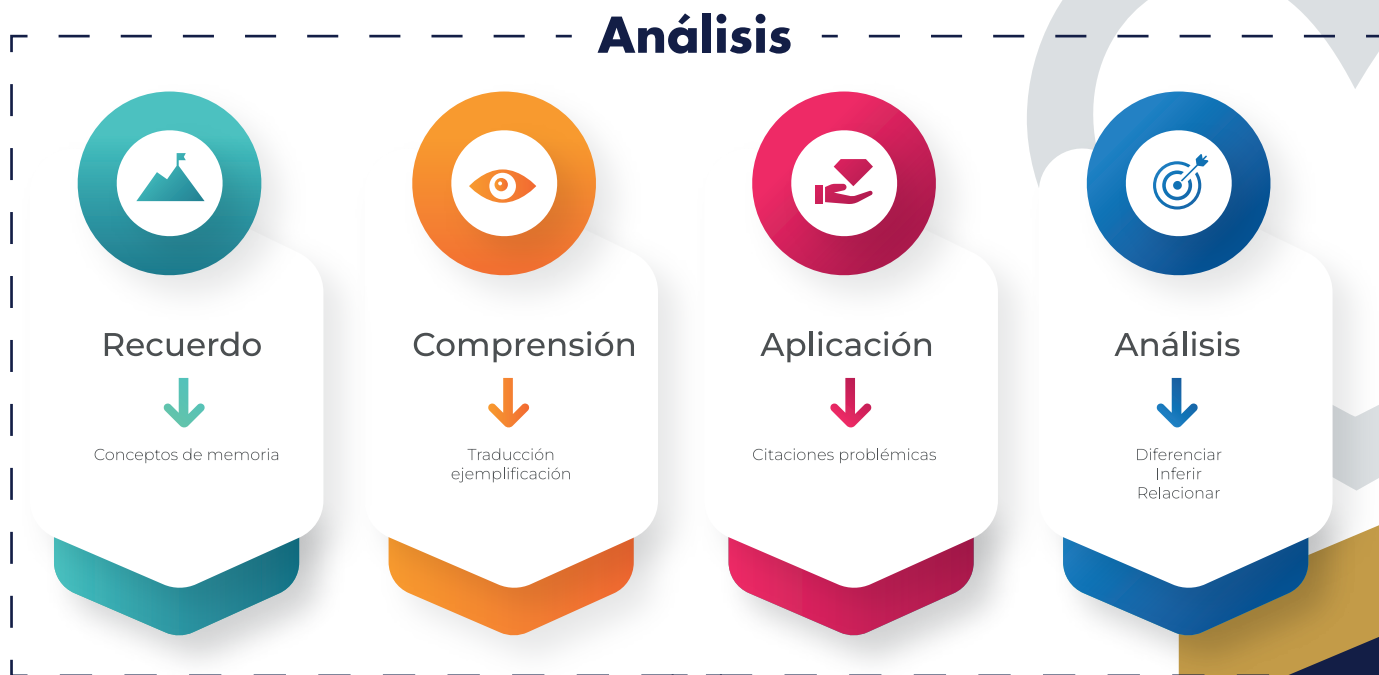 Análisis
Recuerdo
Conceptos de memoria
Comprensión
Traducción
ejemplificación
Aplicación
Citaciones problémicas
Análisis
Diferenciar
Inferir
Relacionar